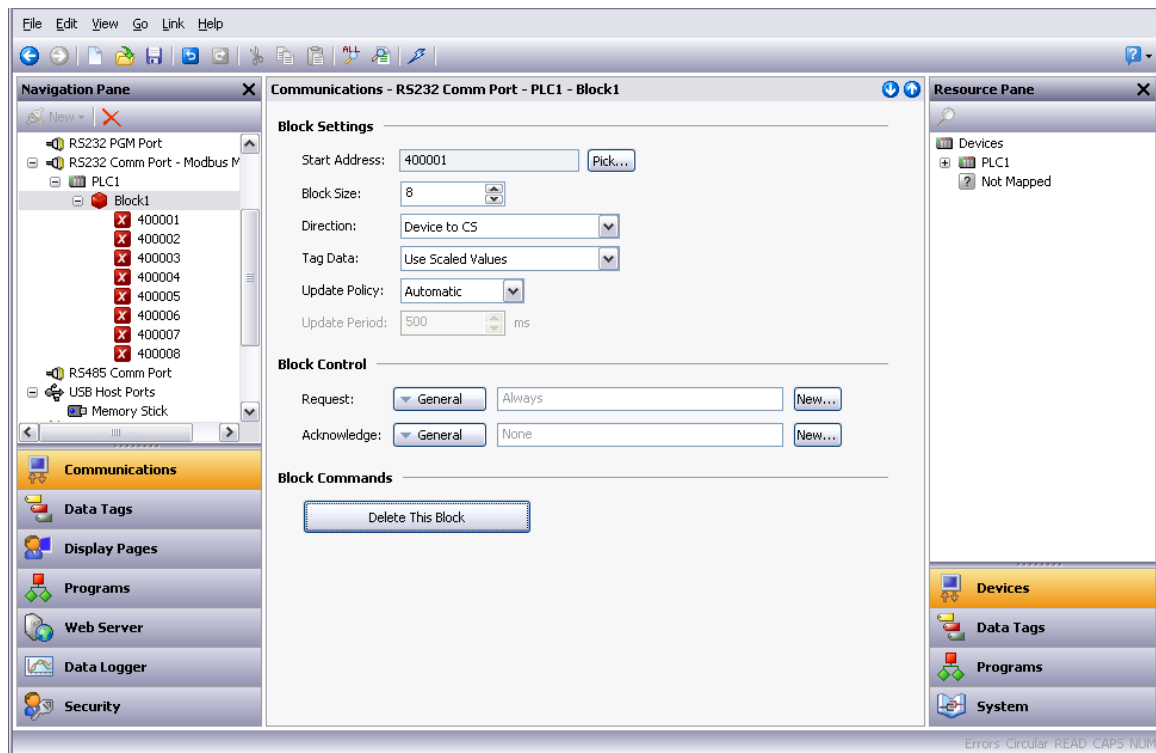 File Edit View Go Link Help
ALL
Navigation Pane
Communications - RS232 Comm Port - PLC1 - Block1
Resource Pane
New
RS232 PGM Port
RS232 Comm Port - Modbus M
PLC1
Block1
400001
400002
400003
400004
400005
400006
400007
400008
RS485 Comm Port
USB Host Ports
Memory Stick
Communications
Data Tags
Display Pages
Programs
Web Server
Data Logger
Security
Block Settings
Start Address: 400001 Pick...
Block Size: 8
Direction: Device to CS
Tag Data: Use Scaled Values
Update Policy: Automatic
Update Period: 500 ms
Block Control
Request: General Always New...
Acknowledge: General None New...
Block Commands
Delete This Block
Devices
PLC1
Not Mapped
Devices
Data Tags
Programs
System
Errors Circular READ CAPS NUM